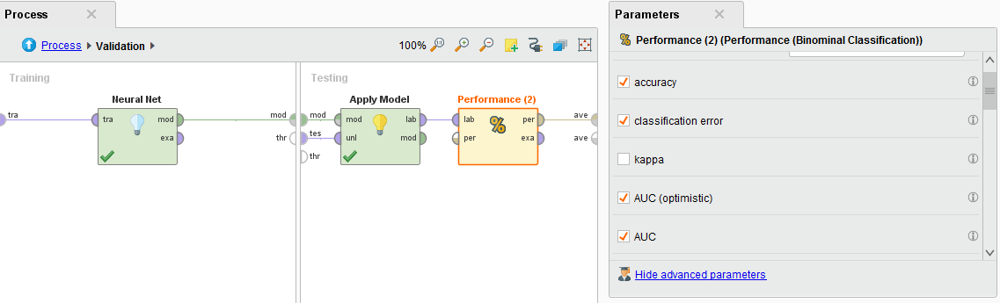 Process
Parameters
Process Validation
100%
Performance (2) (Performance (Binominal Classification))
Training
Testing
Neural Net
Apply Model
Performance (2)
tra
tra
mod
exa
mod
thr
mod
tes
thr
mod
unl
lab
mod
lab
per
per
exa
ave
ave
accuracy
classification error
kappa
AUC (optimistic)
AUC
Hide advanced parameters